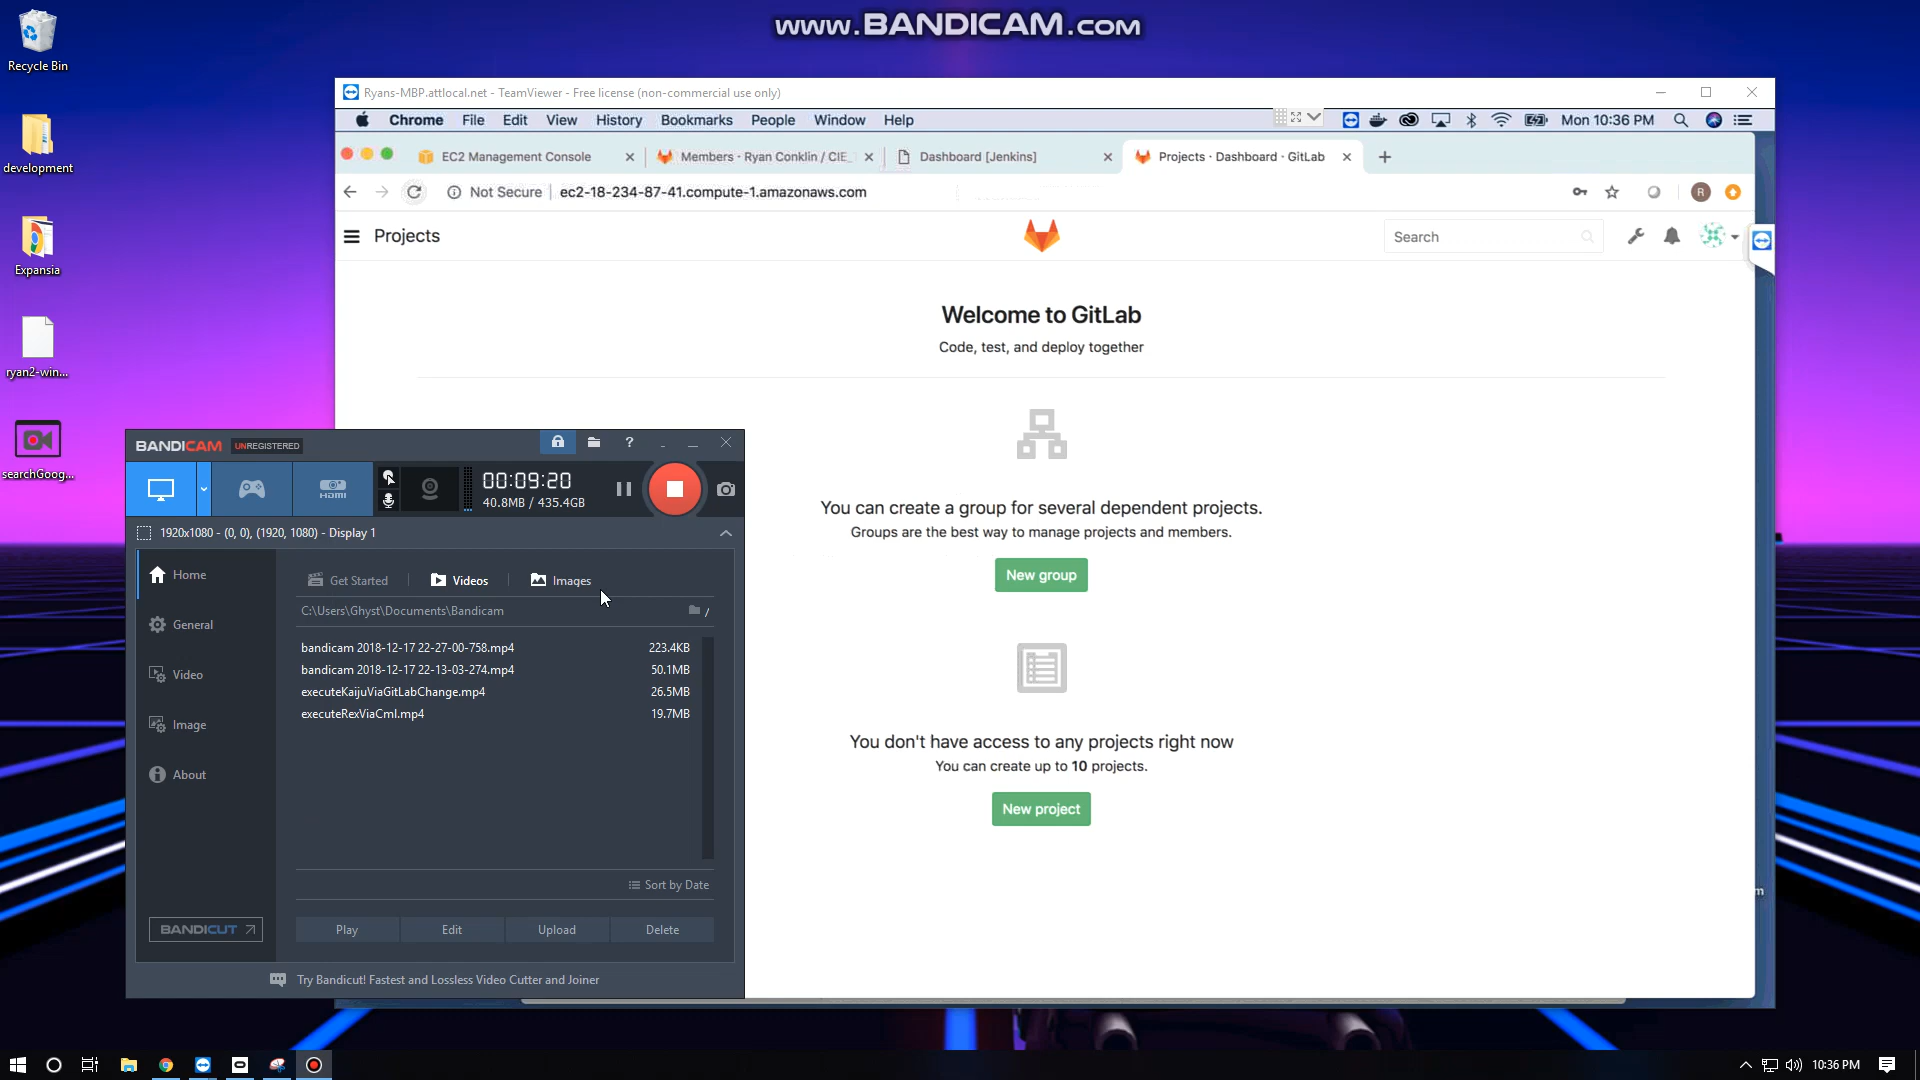 www.BANDICAM.com
Recycle Bin
development
Expansia
ryan2-win...
searchGoog...
Ryans-MBP.attlocal.net - TeamViewer - Free license (non-commercial use only)
Chrome File Edit View History Bookmarks People Window Help
Mon 10:36 PM
EC2 Management Console
Members · Ryan Conklin / CIE_
Dashboard [Jenkins]
Projects · Dashboard · GitLab
Not Secure | ec2-18-234-87-41.compute-1.amazonaws.com
R
Projects
Search
Welcome to GitLab
Code, test, and deploy together
You can create a group for several dependent projects.
Groups are the best way to manage projects and members.
New group
You don't have access to any projects right now
You can create up to 10 projects.
New project
BANDICAM UNREGISTERED
?
HDMI
00:09:20
40.8MB / 435.4GB
1920x1080 - (0, 0), (1920, 1080) - Display 1
Home
General
Video
Image
About
BANDICUT
Get Started
Videos
Images
C:\Users\Ghyst\Documents\Bandicam
/
bandicam 2018-12-17 22-27-00-758.mp4 223.4KB
bandicam 2018-12-17 22-13-03-274.mp4 50.1MB
executeKaijuViaGitLabChange.mp4 26.5MB
executeRexViaCml.mp4 19.7MB
Sort by Date
Play Edit Upload Delete
Try Bandicut! Fastest and Lossless Video Cutter and Joiner
m
10:36 PM